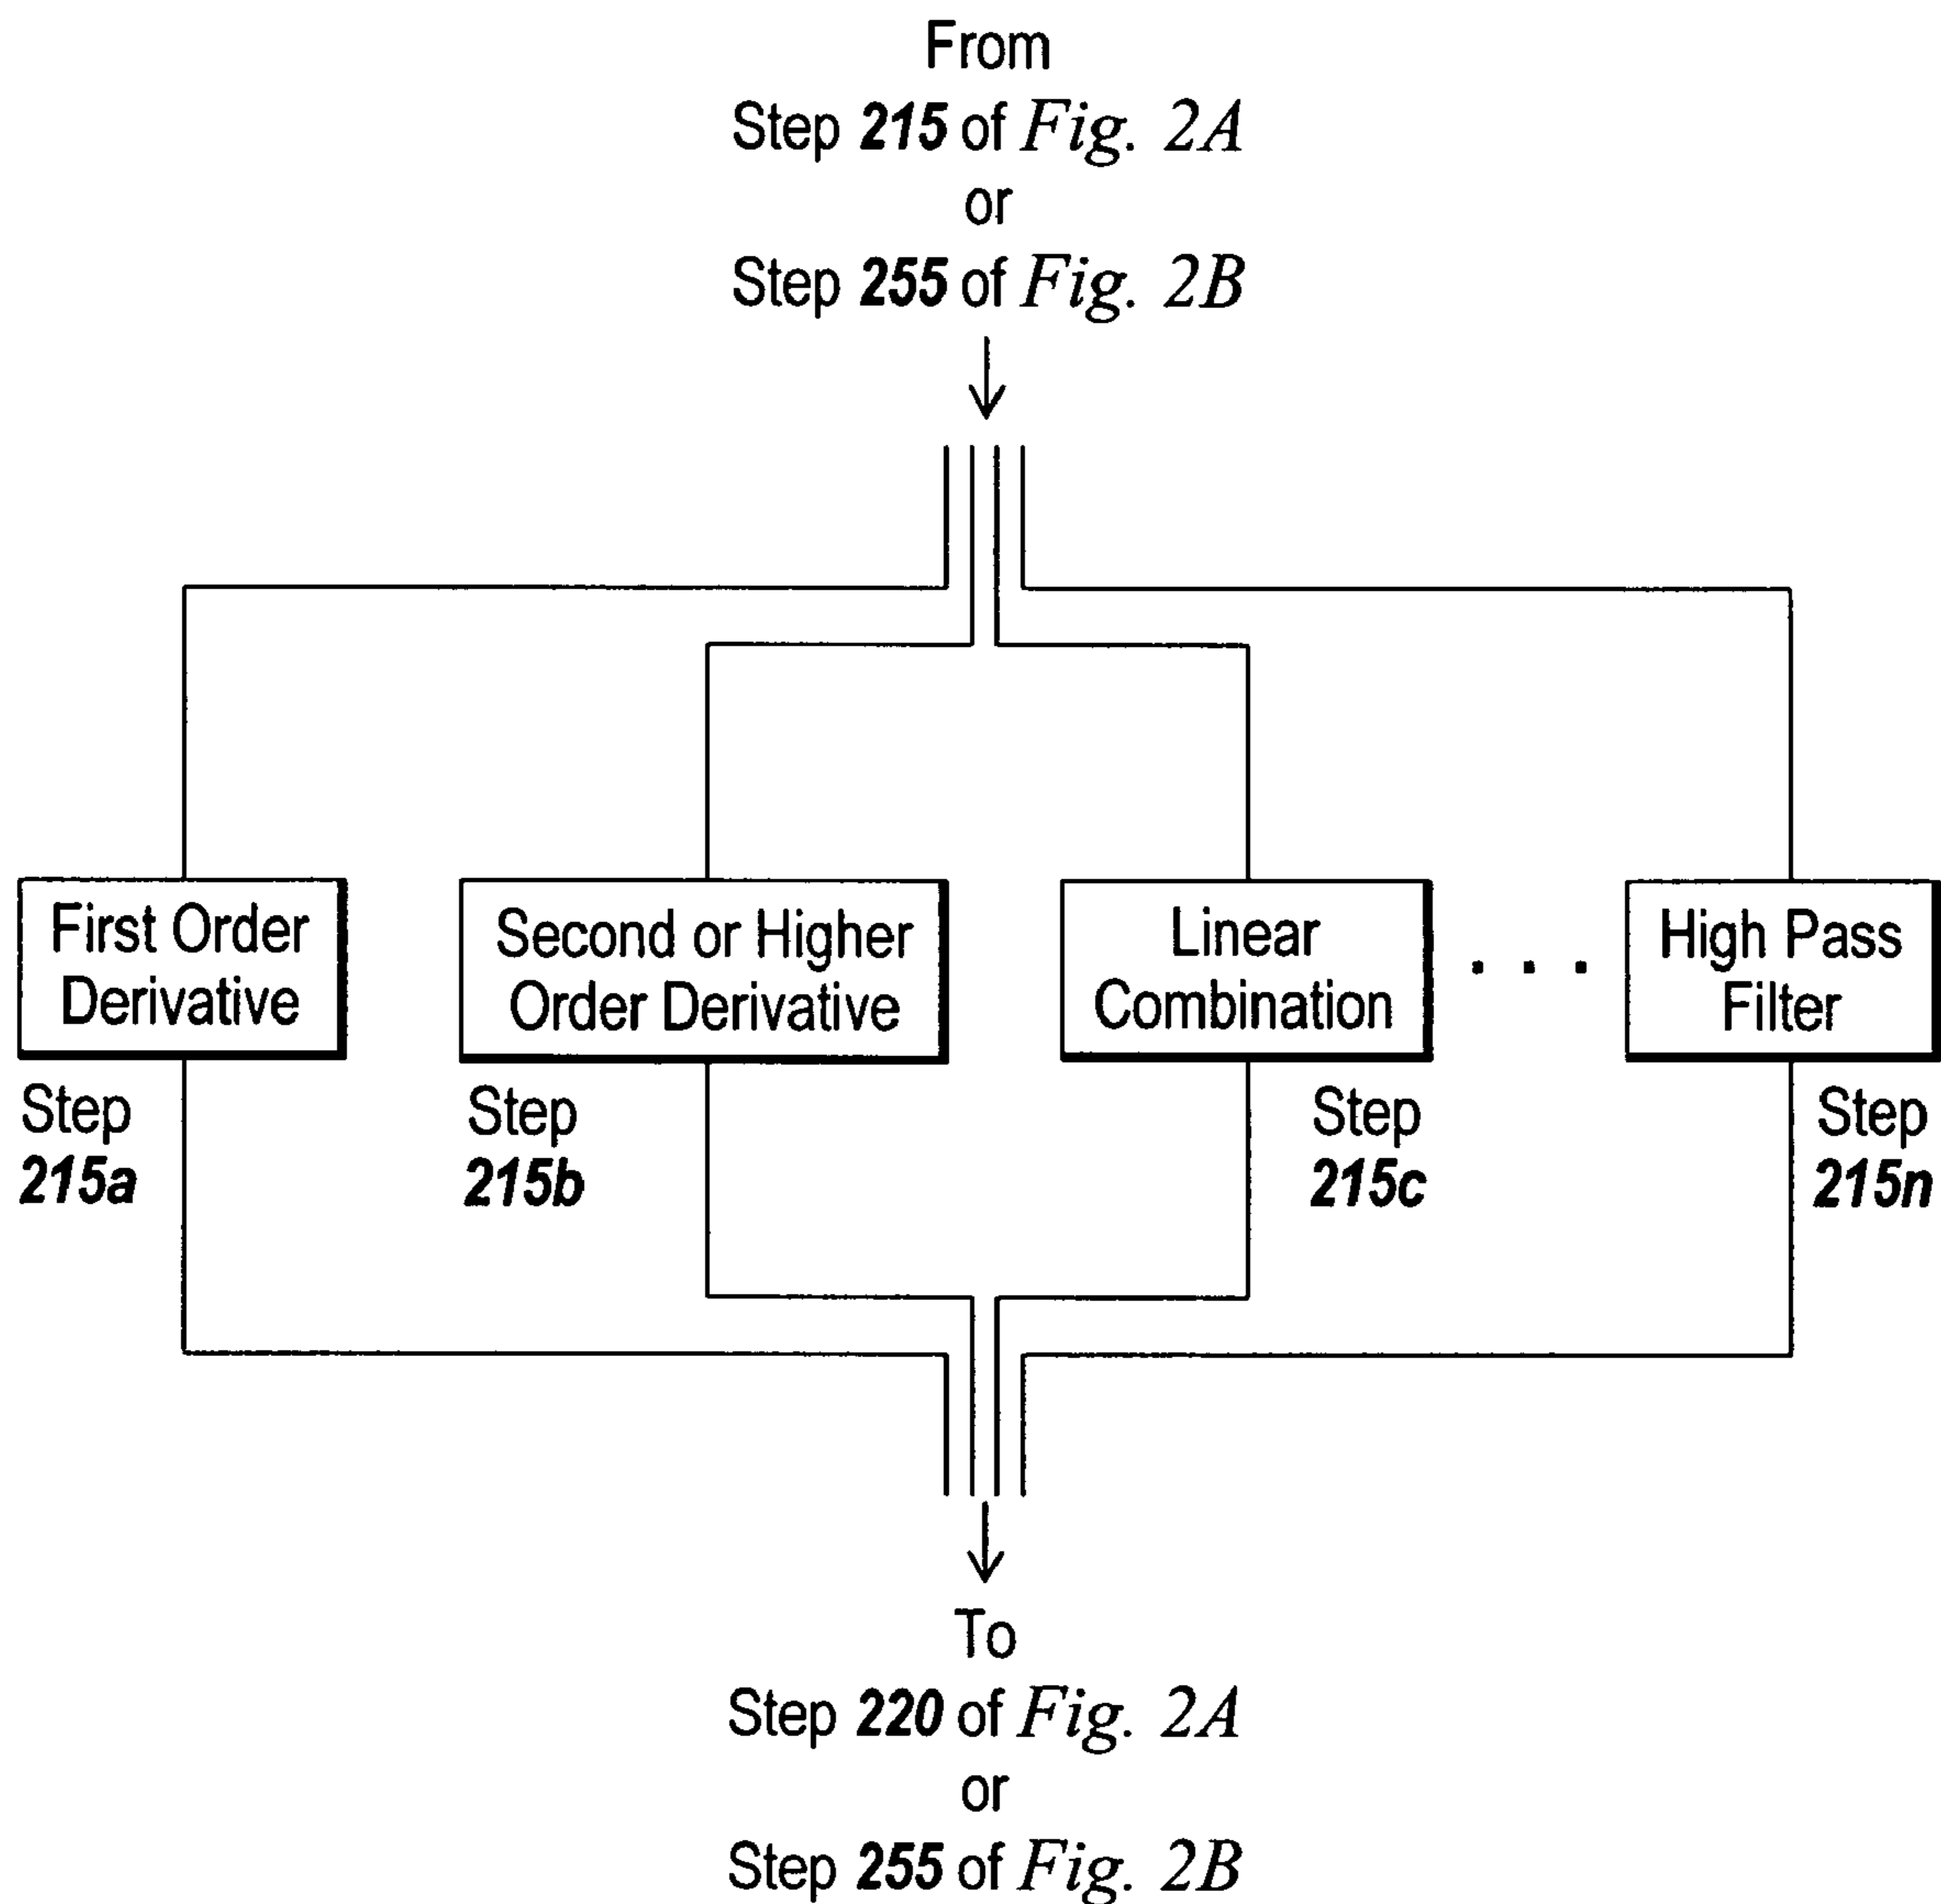 From
Step 215 of Fig. 2A
or
Step 255 of Fig. 2B
First Order
Derivative
Second or Higher
Order Derivative
Linear
Combination
. . .
High Pass
Filter
Step
215a
Step
215b
Step
215c
Step
215n
To
Step 220 of Fig. 2A
or
Step 255 of Fig. 2B